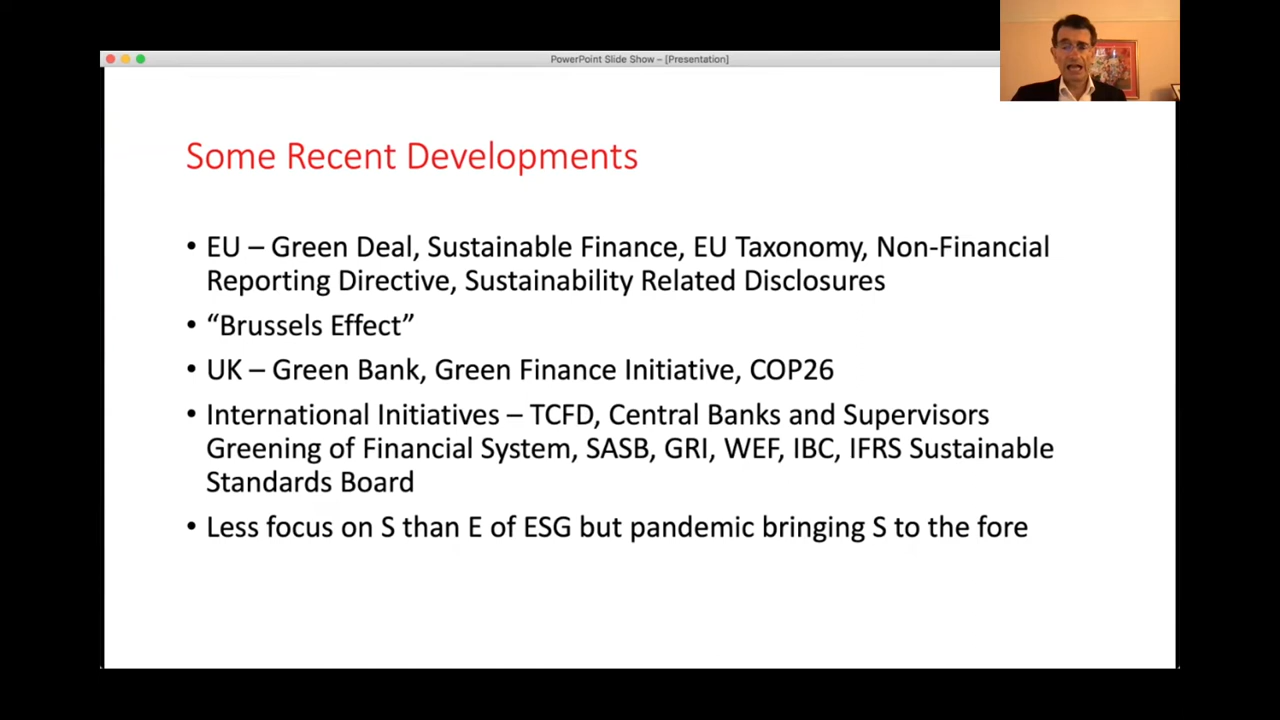 PowerPoint Slide Show – [Presentation]
Some Recent Developments
• EU – Green Deal, Sustainable Finance, EU Taxonomy, Non-Financial
Reporting Directive, Sustainability Related Disclosures
• “Brussels Effect”
• UK – Green Bank, Green Finance Initiative, COP26
• International Initiatives – TCFD, Central Banks and Supervisors
Greening of Financial System, SASB, GRI, WEF, IBC, IFRS Sustainable
Standards Board
• Less focus on S than E of ESG but pandemic bringing S to the fore